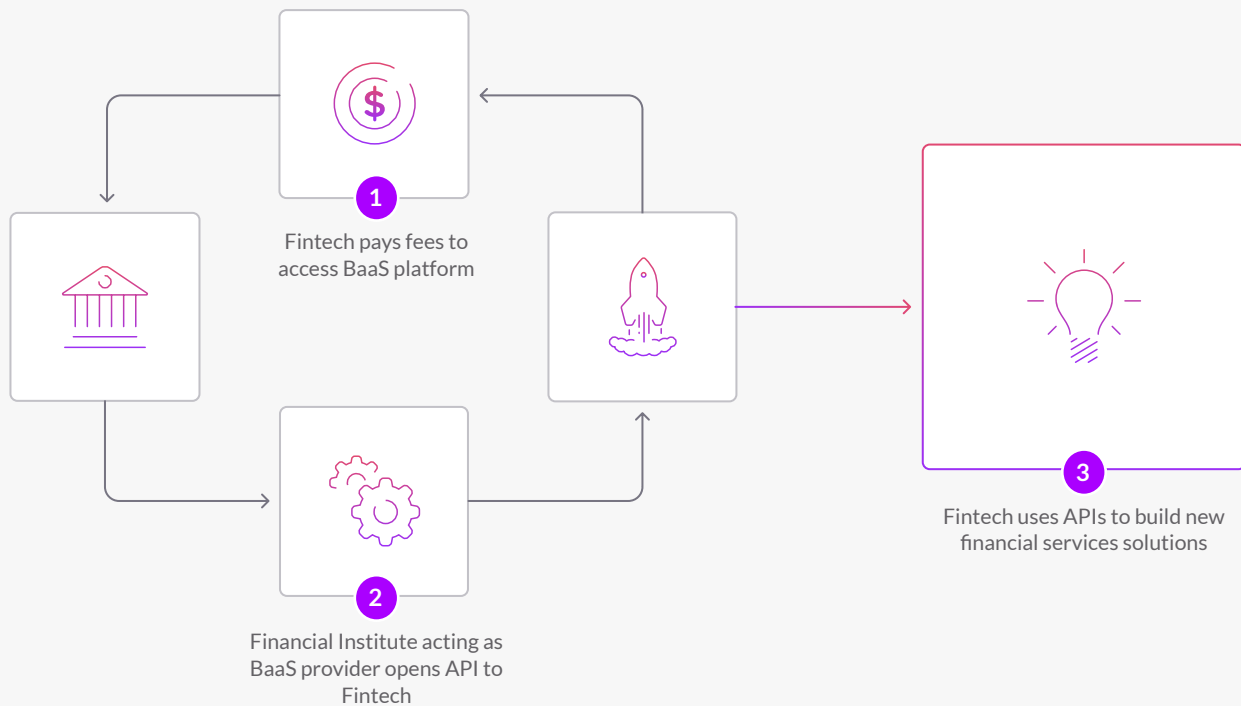 $
1
Fintech pays fees to
access BaaS platform
2
Financial Institute acting as
BaaS provider opens API to
Fintech
3
Fintech uses APIs to build new
financial services solutions